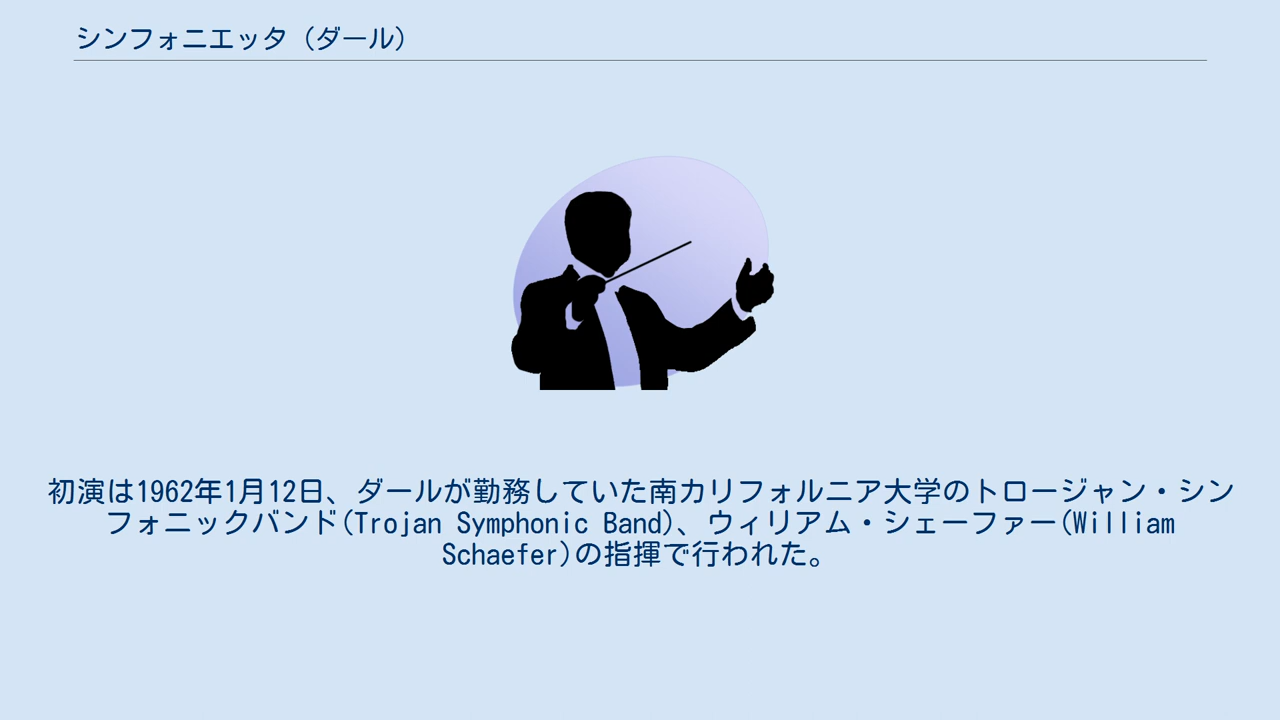 シンフォニエッタ（ダール）
初演は1962年1月12日、ダールが勤務していた南カリフォルニア大学のトロージャン・シン
フォニックバンド(Trojan Symphonic Band)、ウィリアム・シェーファー(William
Schaefer)の指揮で行われた。